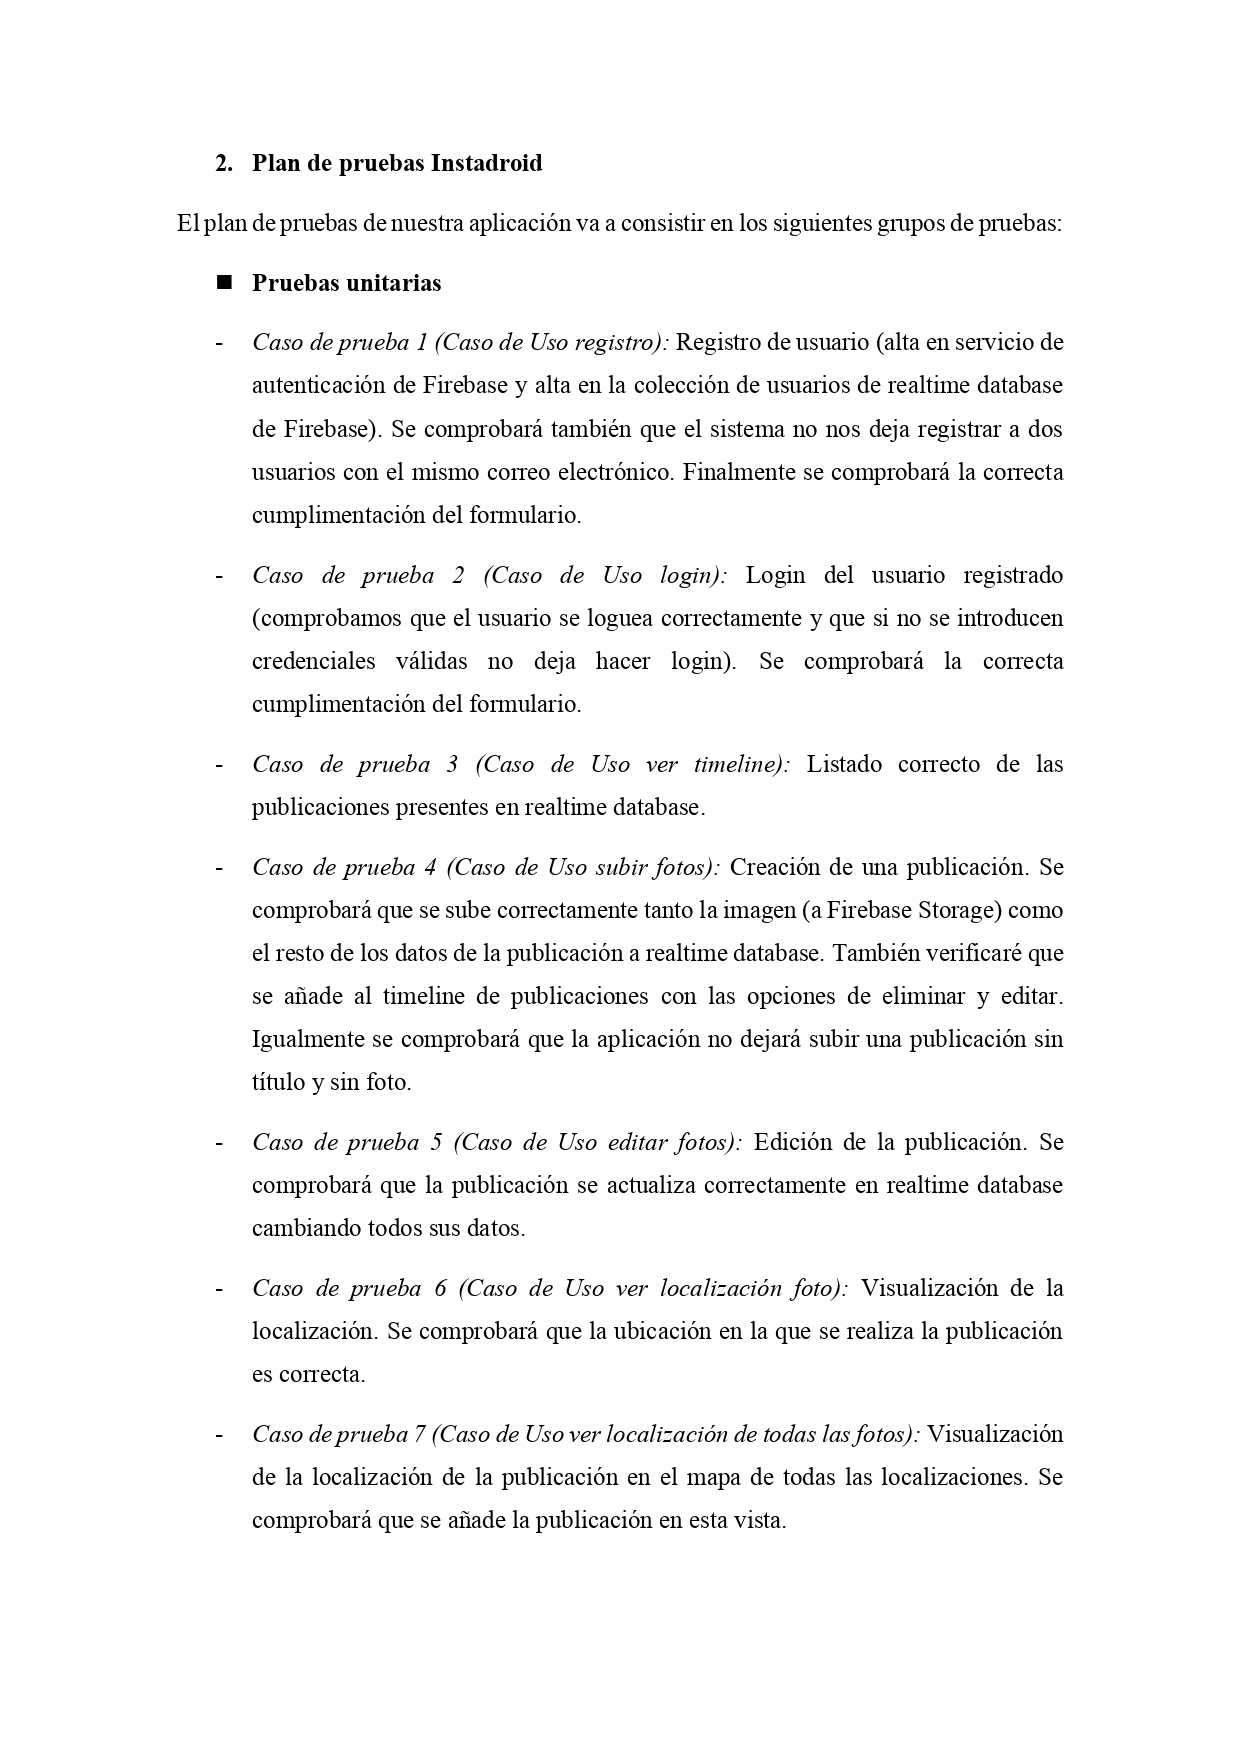 2. Plan de pruebas Instadroid
El plan de pruebas de nuestra aplicación va a consistir en los siguientes grupos de pruebas:
■ Pruebas unitarias
- Caso de prueba 1 (Caso de Uso registro): Registro de usuario (alta en servicio de
autenticación de Firebase y alta en la colección de usuarios de realtime database
de Firebase). Se comprobará también que el sistema no nos deja registrar a dos
usuarios con el mismo correo electrónico. Finalmente se comprobará la correcta
cumplimentación del formulario.
- Caso de prueba 2 (Caso de Uso login): Login del usuario registrado
(comprobamos que el usuario se loguea correctamente y que si no se introducen
credenciales válidas no deja hacer login). Se comprobará la correcta
cumplimentación del formulario.
- Caso de prueba 3 (Caso de Uso ver timeline): Listado correcto de las
publicaciones presentes en realtime database.
- Caso de prueba 4 (Caso de Uso subir fotos): Creación de una publicación. Se
comprobará que se sube correctamente tanto la imagen (a Firebase Storage) como
el resto de los datos de la publicación a realtime database. También verificaré que
se añade al timeline de publicaciones con las opciones de eliminar y editar.
Igualmente se comprobará que la aplicación no dejará subir una publicación sin
título y sin foto.
- Caso de prueba 5 (Caso de Uso editar fotos): Edición de la publicación. Se
comprobará que la publicación se actualiza correctamente en realtime database
cambiando todos sus datos.
- Caso de prueba 6 (Caso de Uso ver localización foto): Visualización de la
localización. Se comprobará que la ubicación en la que se realiza la publicación
es correcta.
- Caso de prueba 7 (Caso de Uso ver localización de todas las fotos): Visualización
de la localización de la publicación en el mapa de todas las localizaciones. Se
comprobará que se añade la publicación en esta vista.